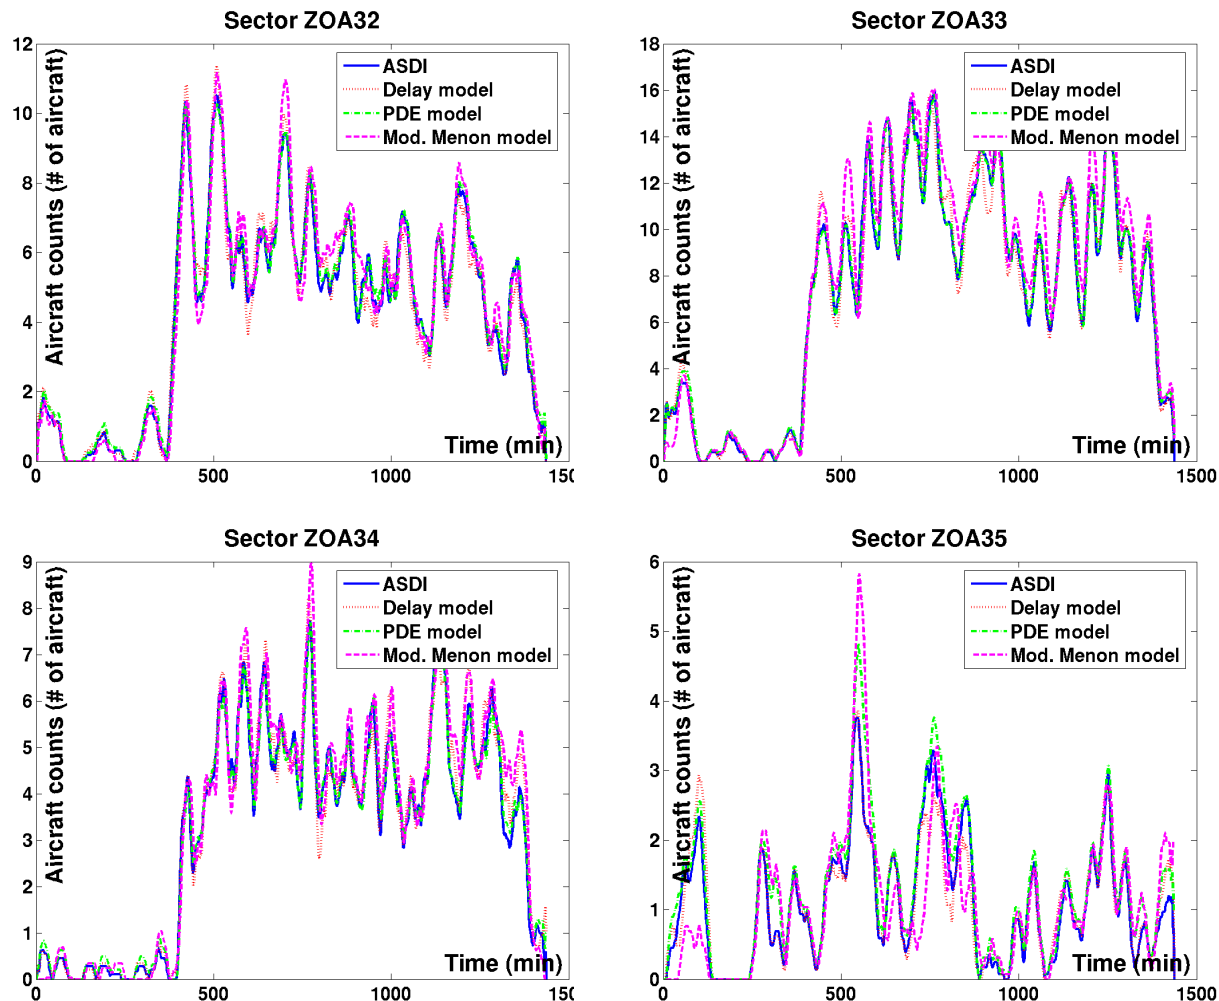 Sector ZOA32
12
10
8
6
4
2
0
0
500
1000
150
Aircraft counts (# of aircraft)
Time (min)
ASDI
Delay model
PDE model
Mod. Menon model
Sector ZOA33
18
16
14
12
10
8
6
4
2
0
0
500
1000
1500
Aircraft counts (# of aircraft)
Time (min)
ASDI
Delay model
PDE model
Mod. Menon model
Sector ZOA34
9
8
7
6
5
4
3
2
1
0
0
500
1000
150
Aircraft counts (# of aircraft)
Time (min)
ASDI
Delay model
PDE model
Mod. Menon model
Sector ZOA35
6
5
4
3
2
1
0
0
500
1000
1500
Aircraft counts (# of aircraft)
Time (min)
ASDI
Delay model
PDE model
Mod. Menon model